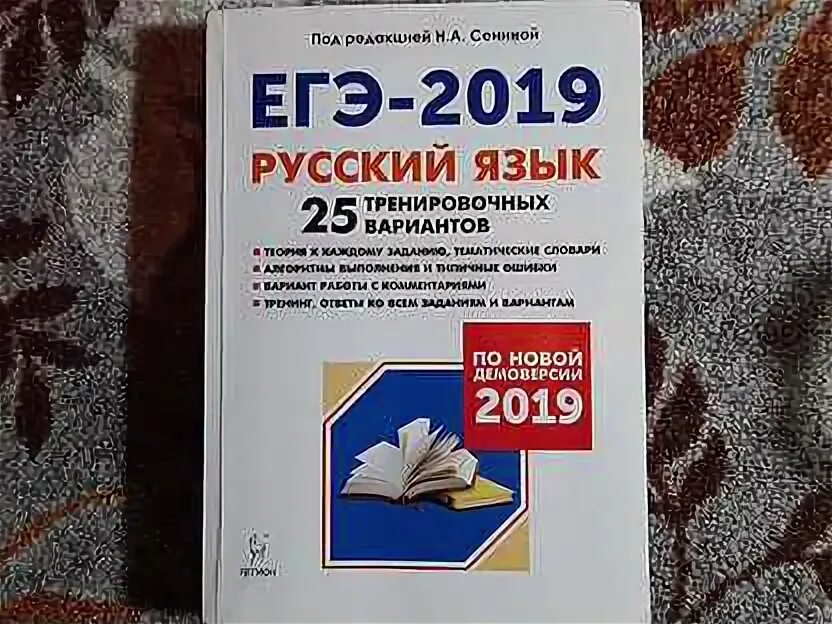 Под редакцией Н.А. Сениной
ЕГЭ-2019
РУССКИЙ ЯЗЫК
25 ТРЕНИРОВОЧНЫХ
ВАРИАНТОВ
ТЕОРИЯ К КАЖДОМУ ЗАДАНИЮ, ТЕМАТИЧЕСКИЕ СЛОВАРИ
АЛГОРИТМЫ ВЫПОЛНЕНИЯ И ТИПИЧНЫЕ ОШИБКИ
ВАРИАНТ РАБОТЫ С КОММЕНТАРИЯМИ
ТРЕНИНГ, ОТВЕТЫ КО ВСЕМ ЗАДАНИЯМ И ВАРИАНТАМ
ПО НОВОЙ
ДЕМОВЕРСИИ
2019
ЛЕГИОН